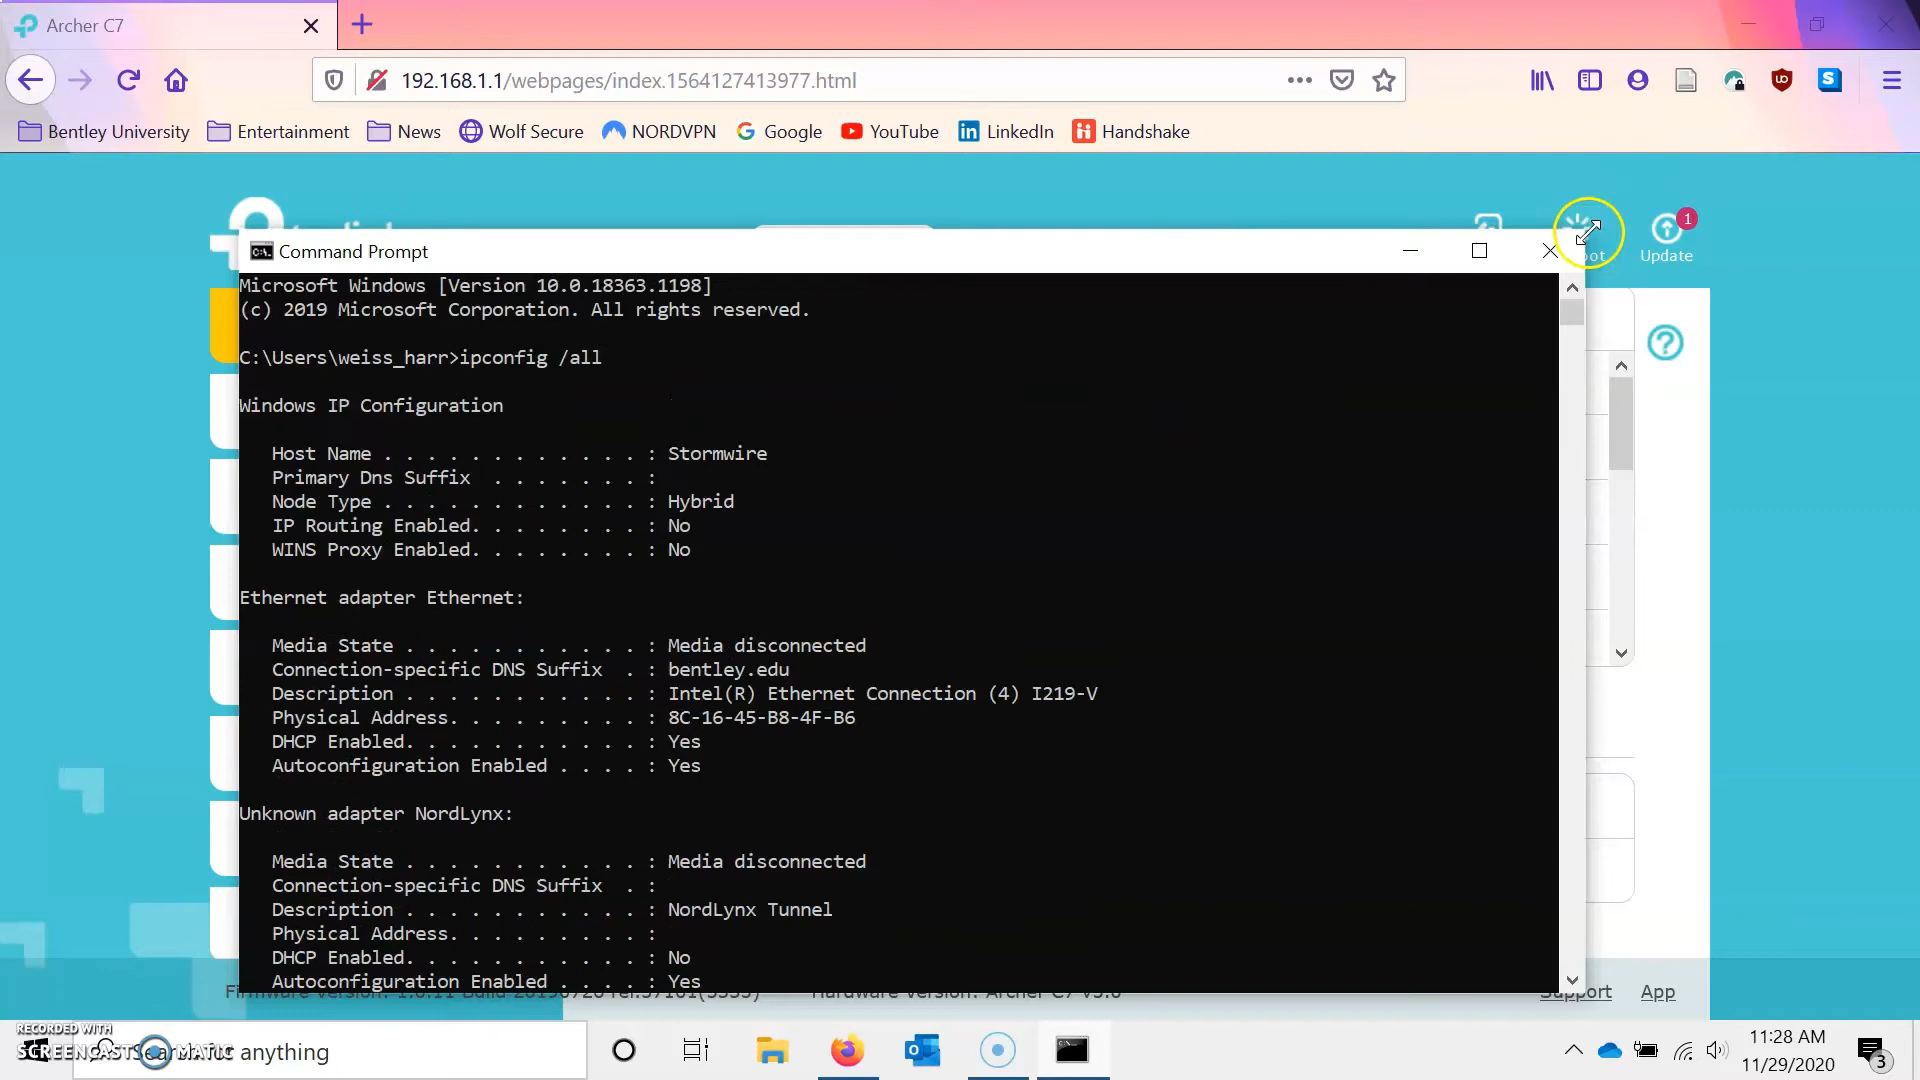 Archer C7
192.168.1.1/webpages/index.1564127413977.html
Bentley University Entertainment News Wolf Secure NORDVPN Google YouTube LinkedIn Handshake
1
Update
Command Prompt
Microsoft Windows [Version 10.0.18363.1198]
(c) 2019 Microsoft Corporation. All rights reserved.
C:\Users\weiss_harr>ipconfig /all
Windows IP Configuration
Host Name . . . . . . . . . . . . : Stormwire
Primary Dns Suffix . . . . . . . :
Node Type . . . . . . . . . . . . : Hybrid
IP Routing Enabled. . . . . . . . : No
WINS Proxy Enabled. . . . . . . . : No
Ethernet adapter Ethernet:
Media State . . . . . . . . . . . : Media disconnected
Connection-specific DNS Suffix . : bentley.edu
Description . . . . . . . . . . . : Intel(R) Ethernet Connection (4) I219-V
Physical Address. . . . . . . . . : 8C-16-45-B8-4F-B6
DHCP Enabled. . . . . . . . . . . : Yes
Autoconfiguration Enabled . . . . : Yes
Unknown adapter NordLynx:
Media State . . . . . . . . . . . : Media disconnected
Connection-specific DNS Suffix . :
Description . . . . . . . . . . . : NordLynx Tunnel
Physical Address. . . . . . . . . :
DHCP Enabled. . . . . . . . . . . : No
Autoconfiguration Enabled . . . . : Yes
Support App
RECORDED WITH
SCREENCAST MATIC
anything
11:28 AM
11/29/2020
3